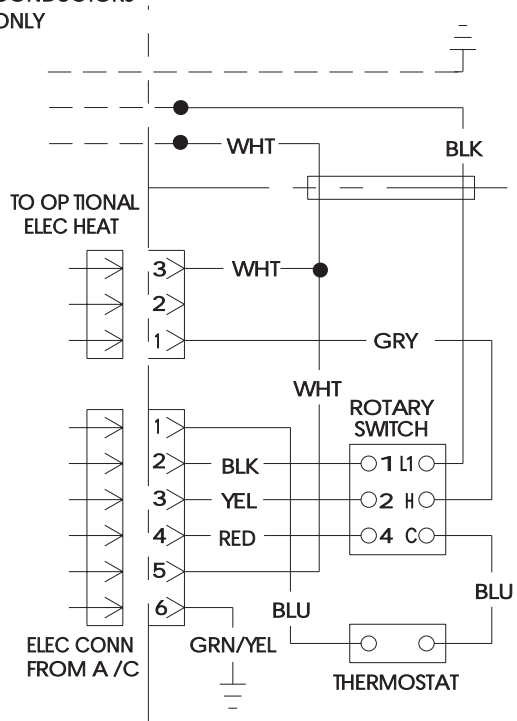 ONLY
WHT
BLK
TO OPTIONAL
ELEC HEAT
3 WHT
2
1 GRY
WHT
ROTARY
SWITCH
1
2 BLK 1 L1
3 YEL 2 H
4 RED 4 C
5
6
BLU
BLU
GRN/YEL
ELEC CONN
FROM A/C
THERMOSTAT